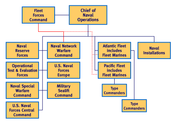 Fleet
Forces
Command
Chief of
Naval
Operations
Naval
Reserve
Forces
Naval Network
Warfare
Command
Atlantic Fleet
Includes
Fleet Marines
Naval
Installations
Operational
Test & Evaluation
Forces
U.S. Naval
Forces
Europe
Pacific Fleet
Includes
Fleet Marines
Naval Special
Warfare
Command
Military
Sealift
Command
Type
Commanders
U.S. Naval
Forces Central
Command
Type
Commanders